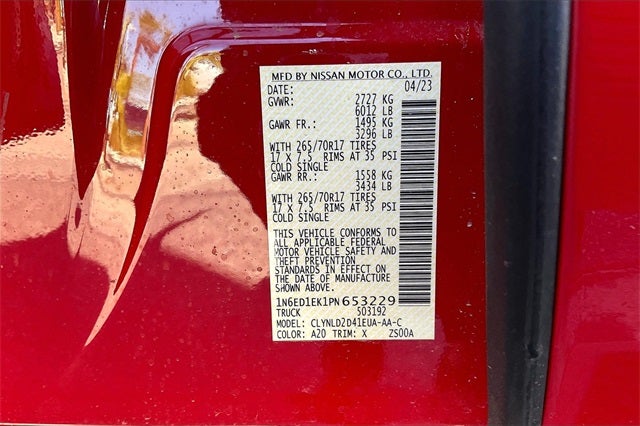 MFD BY NISSAN MOTOR CO., LTD.
DATE: 04/23
GVWR: 2727 KG
6012 LB
GAWR FR.: 1495 KG
3296 LB
WITH 265/70R17 TIRES
17 X 7.5 RIMS AT 35 PSI
COLD SINGLE
GAWR RR.: 1558 KG
3434 LB
WITH 265/70R17 TIRES
17 X 7.5 RIMS AT 35 PSI
COLD SINGLE
THIS VEHICLE CONFORMS TO
ALL APPLICABLE FEDERAL
MOTOR VEHICLE SAFETY AND
THEFT PREVENTION
STANDARDS IN EFFECT ON
THE DATE OF MANUFACTURE
SHOWN ABOVE.
1N6ED1EK1PN653229
TRUCK 503192
MODEL: CLYNLD2D41EUA-AA-C
COLOR: A20 TRIM: X ZS00A